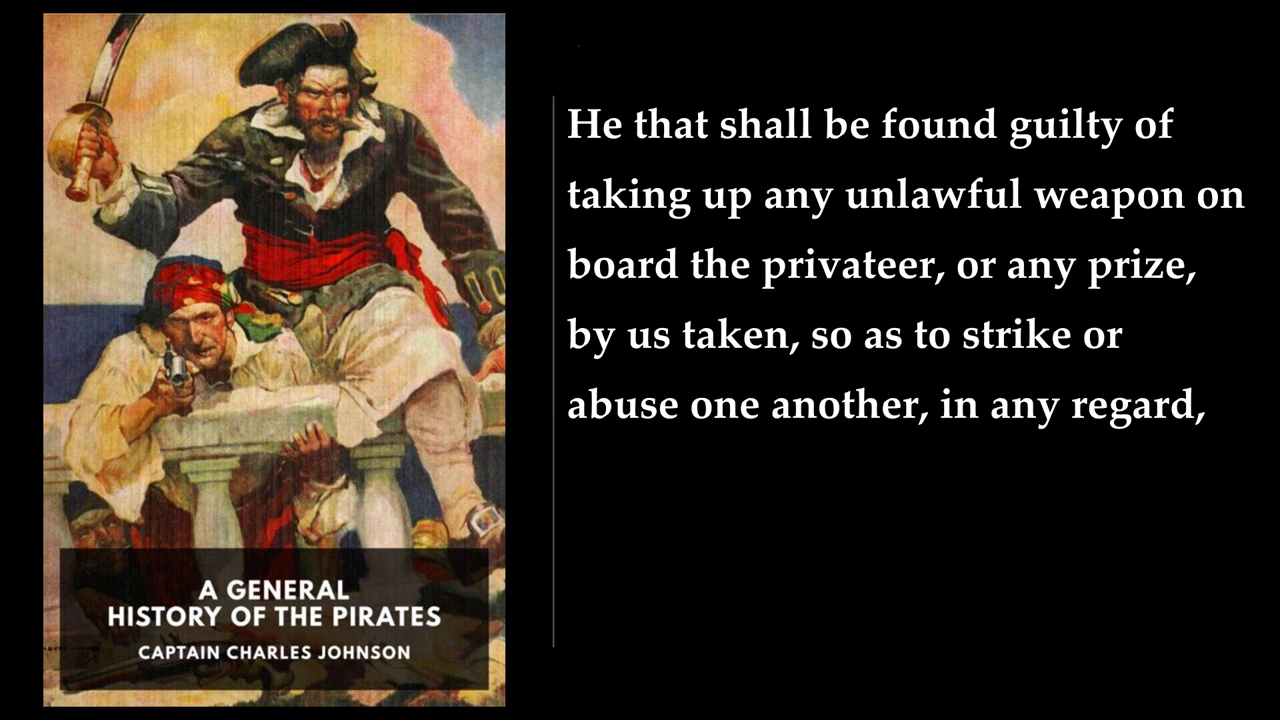 He that shall be found guilty of
taking up any unlawful weapon on
board the privateer, or any prize,
by us taken, so as to strike or
abuse one another, in any regard,
A GENERAL
HISTORY OF THE PIRATES
CAPTAIN CHARLES JOHNSON